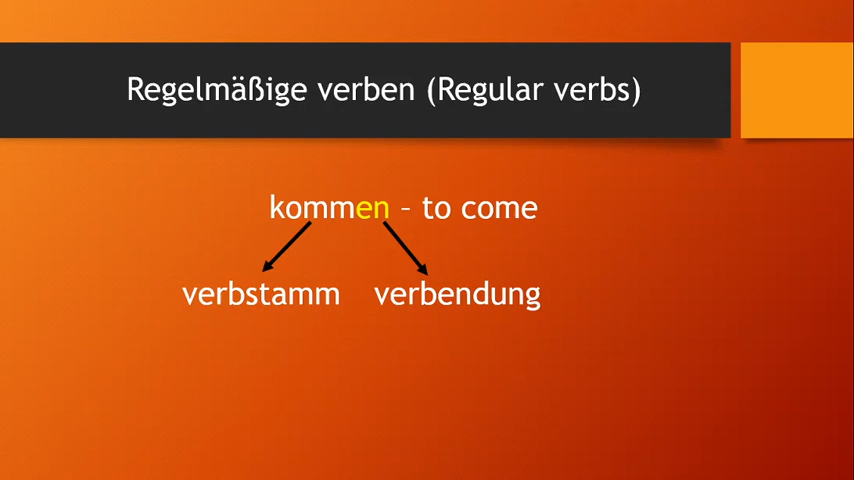 Regelmäßige verben (Regular verbs)
kommen – to come
verbstamm verbendung